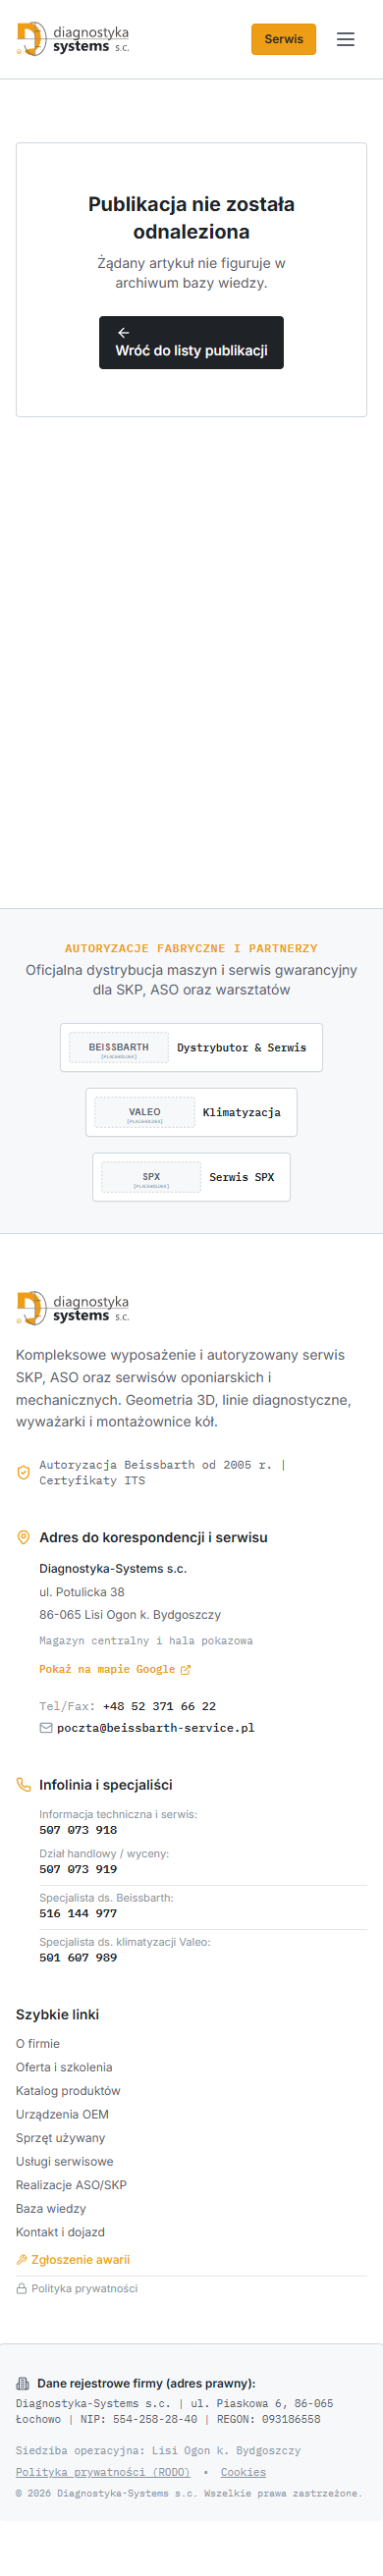 diagnostyka
systems s.c.
Serwis
Publikacja nie została
odnaleziona
Żądany artykuł nie figuruje w
archiwum bazy wiedzy.
Wróć do listy publikacji
AUTORYZACJE FABRYCZNE I PARTNERZY
Oficjalna dystrybucja maszyn i serwis gwarancyjny
dla SKP, ASO oraz warsztatów
BEISSBARTH
[PLACEHOLDER]
Dystrybutor & Serwis
VALEO
[PLACEHOLDER]
Klimatyzacja
SPX
[PLACEHOLDER]
Serwis SPX
diagnostyka
systems s.c.
Kompleksowe wyposażenie i autoryzowany serwis
SKP, ASO oraz serwisów oponiarskich i
mechanicznych. Geometria 3D, linie diagnostyczne,
wyważarki i montażownice kół.
Autoryzacja Beissbarth od 2005 r. |
Certyfikaty ITS
Adres do korespondencji i serwisu
Diagnostyka-Systems s.c.
ul. Potulicka 38
86-065 Lisi Ogon k. Bydgoszczy
Magazyn centralny i hala pokazowa
Pokaż na mapie Google
Tel/Fax: +48 52 371 66 22
poczta@beissbarth-service.pl
Infolinia i specjaliści
Informacja techniczna i serwis:
507 073 918
Dział handlowy / wyceny:
507 073 919
Specjalista ds. Beissbarth:
516 144 977
Specjalista ds. klimatyzacji Valeo:
501 607 989
Szybkie linki
O firmie
Oferta i szkolenia
Katalog produktów
Urządzenia OEM
Sprzęt używany
Usługi serwisowe
Realizacje ASO/SKP
Baza wiedzy
Kontakt i dojazd
Zgłoszenie awarii
Polityka prywatności
Dane rejestrowe firmy (adres prawny):
Diagnostyka-Systems s.c. | ul. Piaskowa 6, 86-065
Łochowo | NIP: 554-258-28-40 | REGON: 093186558
Siedziba operacyjna: Lisi Ogon k. Bydgoszczy
Polityka prywatności (RODO) • Cookies
© 2026 Diagnostyka-Systems s.c. Wszelkie prawa zastrzeżone.